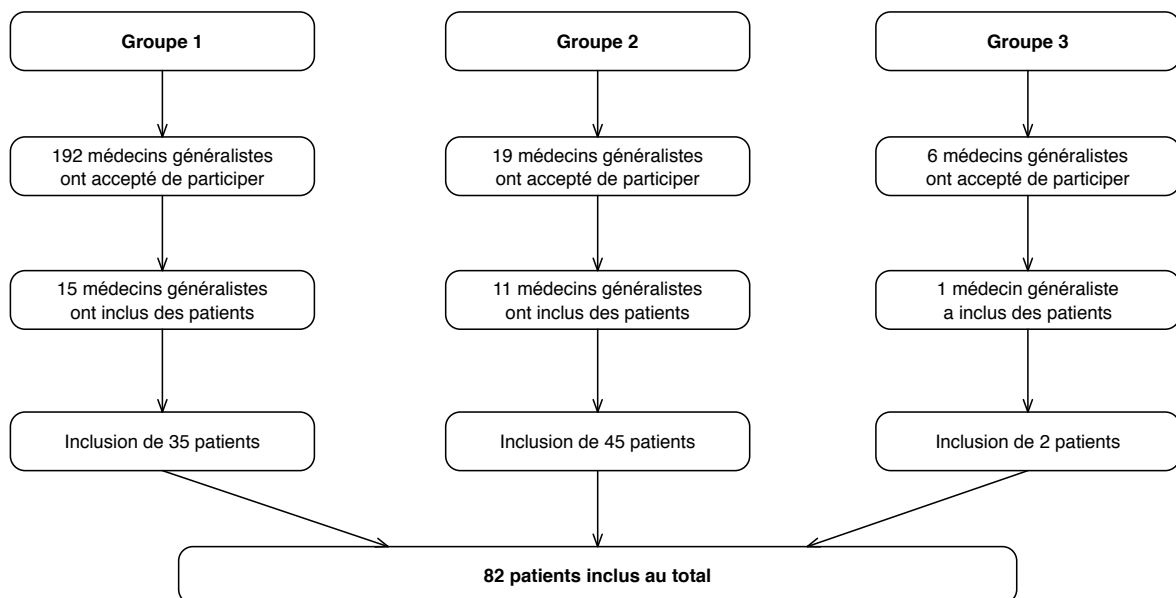 Groupe 1
Groupe 2
Groupe 3
192 médecins généralistes
ont accepté de participer
19 médecins généralistes
ont accepté de participer
6 médecins généralistes
ont accepté de participer
15 médecins généralistes
ont inclus des patients
11 médecins généralistes
ont inclus des patients
1 médecin généraliste
a inclus des patients
Inclusion de 35 patients
Inclusion de 45 patients
Inclusion de 2 patients
82 patients inclus au total